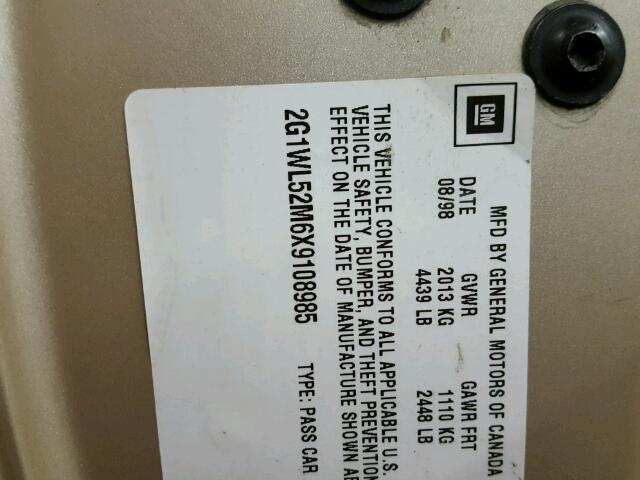 GM
MFD BY GENERAL MOTORS OF CANADA
DATE GVWR GAWR FRT
08/98 2013 KG 1110 KG
4439 LB 2448 LB
THIS VEHICLE CONFORMS TO ALL APPLICABLE U.S.
VEHICLE SAFETY, BUMPER, AND THEFT PREVENTION
EFFECT ON THE DATE OF MANUFACTURE SHOWN
2G1WL52M6X9108985 TYPE: PASS CAR